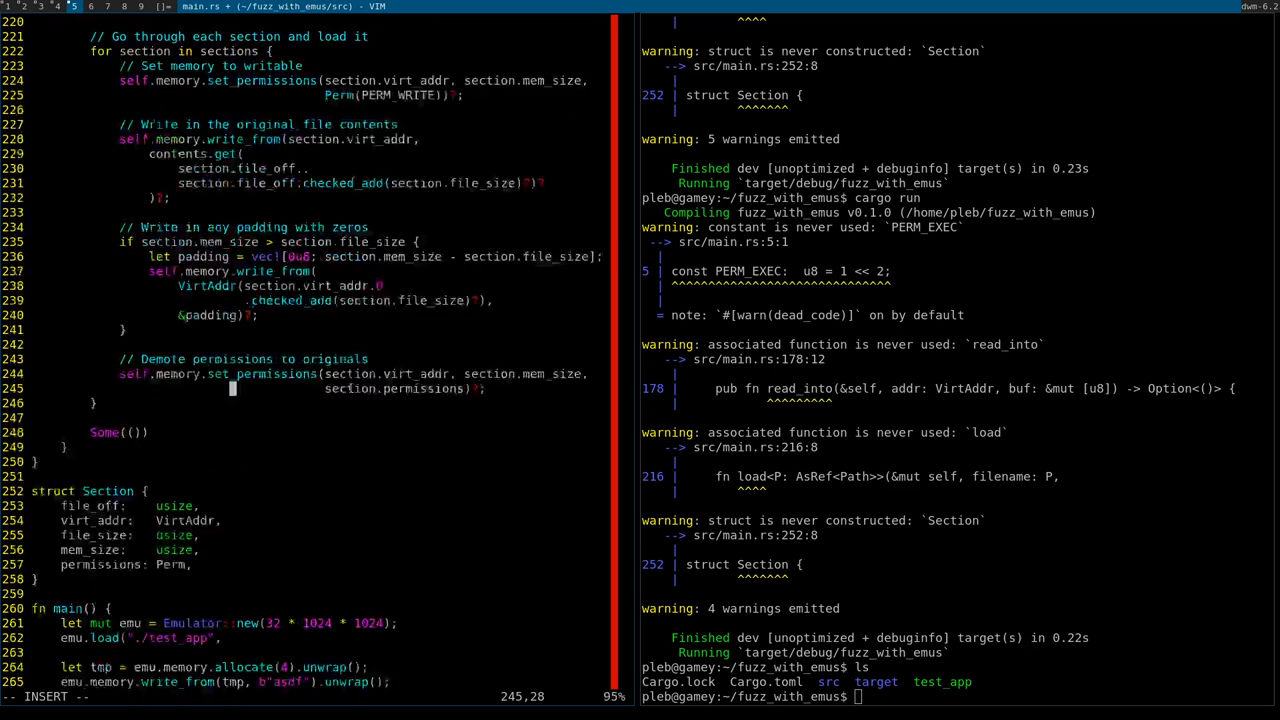 1 2 3 4 5 6 7 8 9 []= main.rs + (~/fuzz_with_emus/src) - VIM dwm-6.2
220
221 // Go through each section and load it
222 for section in sections {
223 // Set memory to writable
224 self.memory.set_permissions(section.virt_addr, section.mem_size,
225 Perm(PERM_WRITE))?;
226
227 // Write in the original file contents
228 self.memory.write_from(section.virt_addr,
229 contents.get(
230 section.file_off..
231 section.file_off.checked_add(section.file_size)?)?
232 )?;
233
234 // Write in any padding with zeros
235 if section.mem_size > section.file_size {
236 let padding = vec![0u8; section.mem_size - section.file_size];
237 self.memory.write_from(
238 VirtAddr(section.virt_addr.0
239 .checked_add(section.file_size)?),
240 &padding)?;
241 }
242
243 // Demote permissions to originals
244 self.memory.set_permissions(section.virt_addr, section.mem_size,
245 section.permissions)?;
246 }
247
248 Some(())
249 }
250 }
251
252 struct Section {
253 file_off: usize,
254 virt_addr: VirtAddr,
255 file_size: usize,
256 mem_size: usize,
257 permissions: Perm,
258 }
259
260 fn main() {
261 let mut emu = Emulator::new(32 * 1024 * 1024);
262 emu.load("./test_app",
263
264 let tmp = emu.memory.allocate(4).unwrap();
265 emu.memory.write_from(tmp, b"asdf").unwrap();
-- INSERT -- 245,28 95%
| ^^^^
warning: struct is never constructed: `Section`
--> src/main.rs:252:8
|
252 | struct Section {
| ^^^^^^^
warning: 5 warnings emitted
Finished dev [unoptimized + debuginfo] target(s) in 0.23s
Running `target/debug/fuzz_with_emus`
pleb@gamey:~/fuzz_with_emus$ cargo run
Compiling fuzz_with_emus v0.1.0 (/home/pleb/fuzz_with_emus)
warning: constant is never used: `PERM_EXEC`
--> src/main.rs:5:1
|
5 | const PERM_EXEC: u8 = 1 << 2;
| ^^^^^^^^^^^^^^^^^^^^^^^^^^^^^
|
= note: `#[warn(dead_code)]` on by default
warning: associated function is never used: `read_into`
--> src/main.rs:178:12
|
178 | pub fn read_into(&self, addr: VirtAddr, buf: &mut [u8]) -> Option<()> {
| ^^^^^^^^^
warning: associated function is never used: `load`
--> src/main.rs:216:8
|
216 | fn load<P: AsRef<Path>>(&mut self, filename: P,
| ^^^^
warning: struct is never constructed: `Section`
--> src/main.rs:252:8
|
252 | struct Section {
| ^^^^^^^
warning: 4 warnings emitted
Finished dev [unoptimized + debuginfo] target(s) in 0.22s
Running `target/debug/fuzz_with_emus`
pleb@gamey:~/fuzz_with_emus$ ls
Cargo.lock Cargo.toml src target test_app
pleb@gamey:~/fuzz_with_emus$